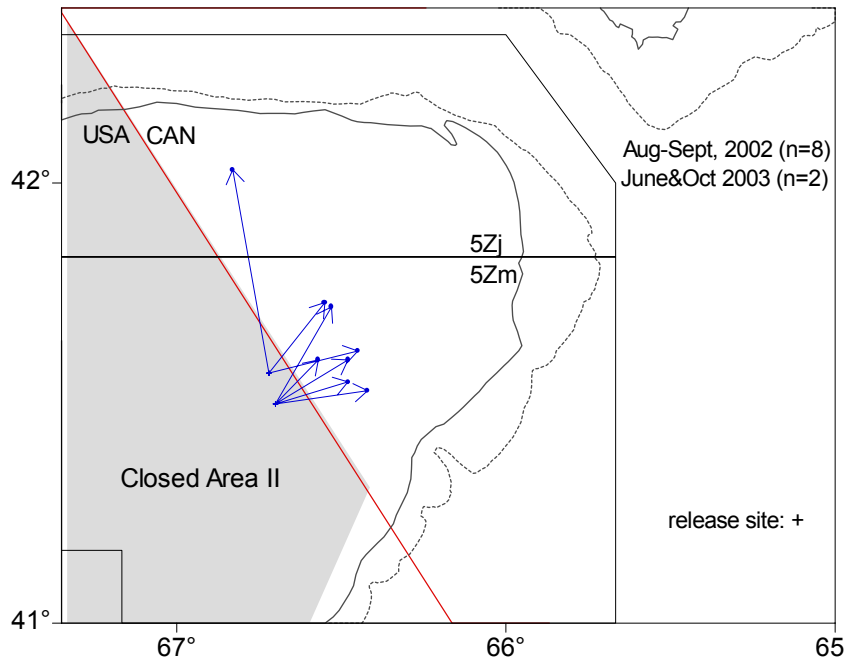 USA CAN
Aug-Sept, 2002 (n=8)
June&Oct 2003 (n=2)
42°
5Zj
5Zm
Closed Area II
release site: +
41°
67°
66°
65